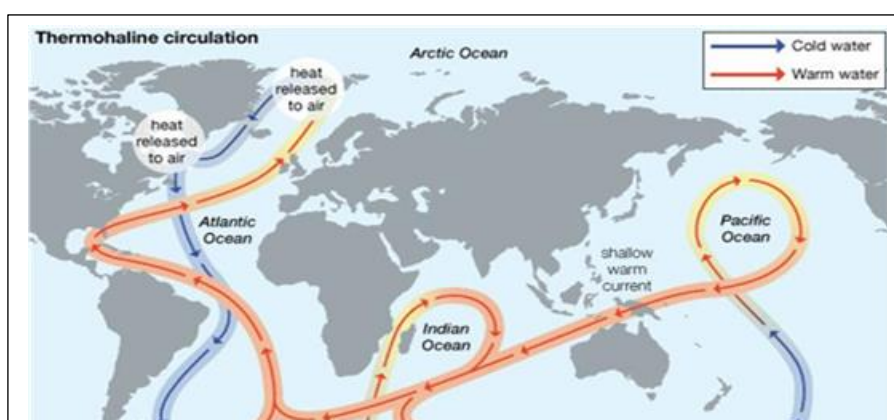 Thermohaline circulation
Arctic Ocean
Cold water
Warm water
heat
released
to air
heat
released
to air
Atlantic
Ocean
Pacific
Ocean
shallow
warm
current
Indian
Ocean